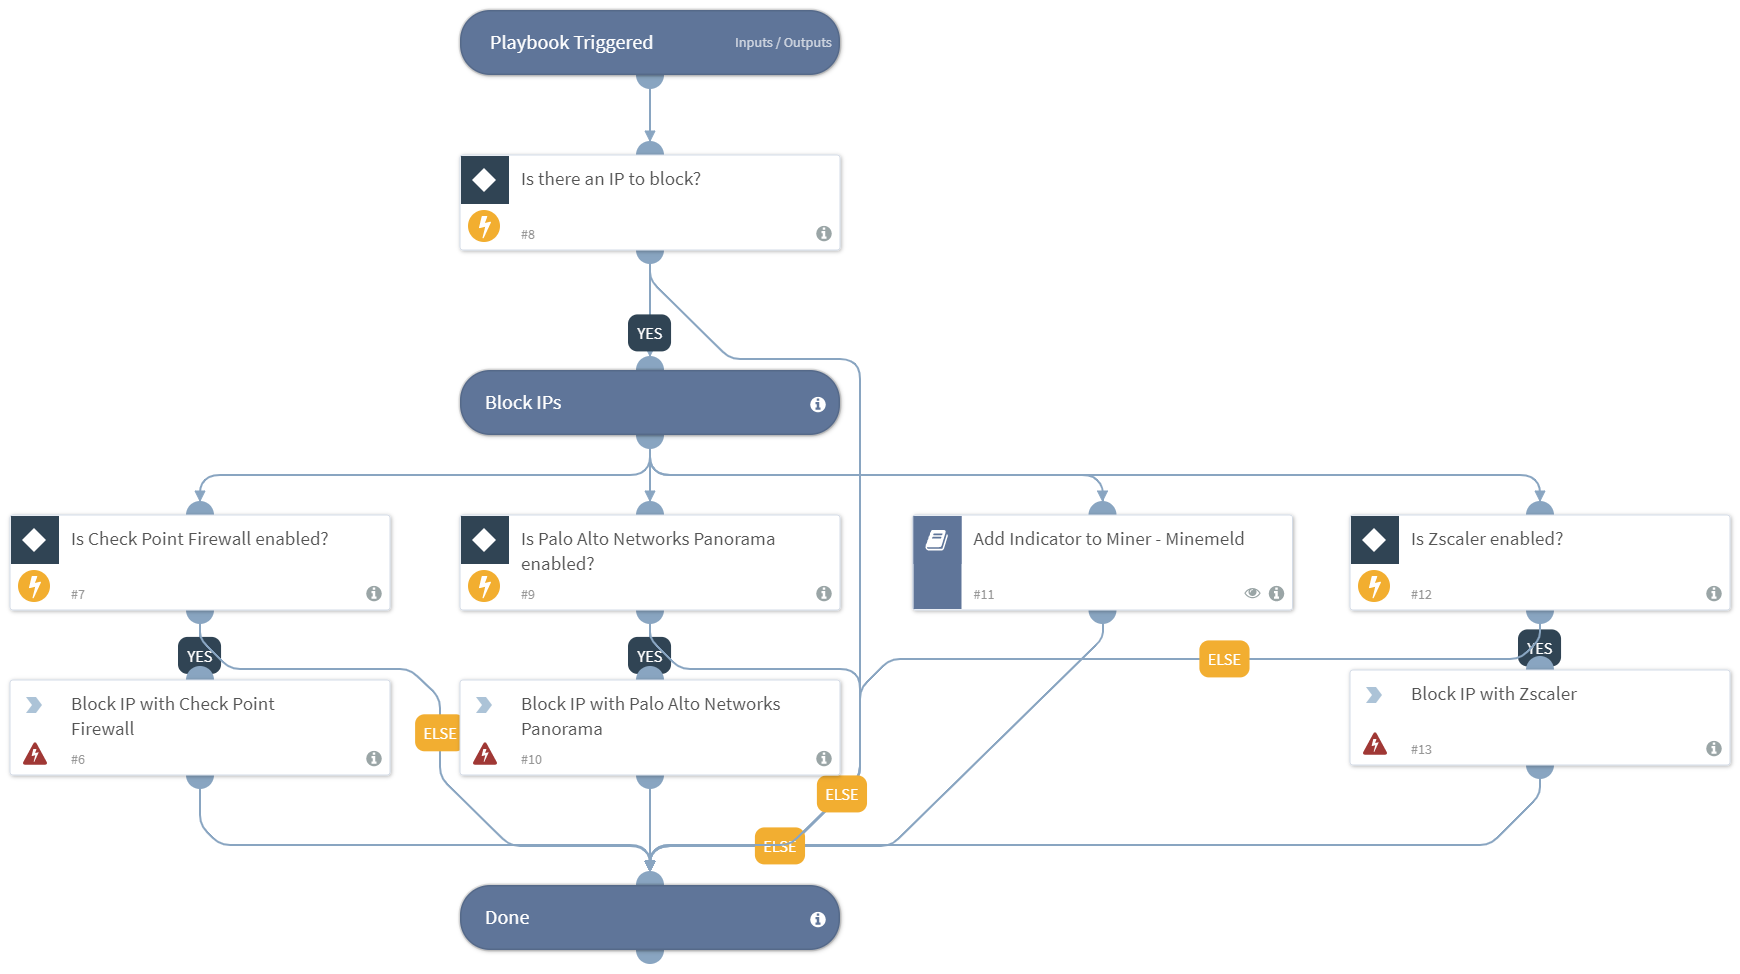 Playbook Triggered
Inputs / Outputs
Is there an IP to block?
#8
YES
Block IPs
Is Check Point Firewall enabled?
#7
Is Palo Alto Networks Panorama
enabled?
#9
Add Indicator to Miner - Minemeld
#11
Is Zscaler enabled?
#12
YES
YES
YES
ELSE
Block IP with Check Point
Firewall
#6
ELSE
Block IP with Palo Alto Networks
Panorama
#10
Block IP with Zscaler
#13
ELSE
ELSE
Done